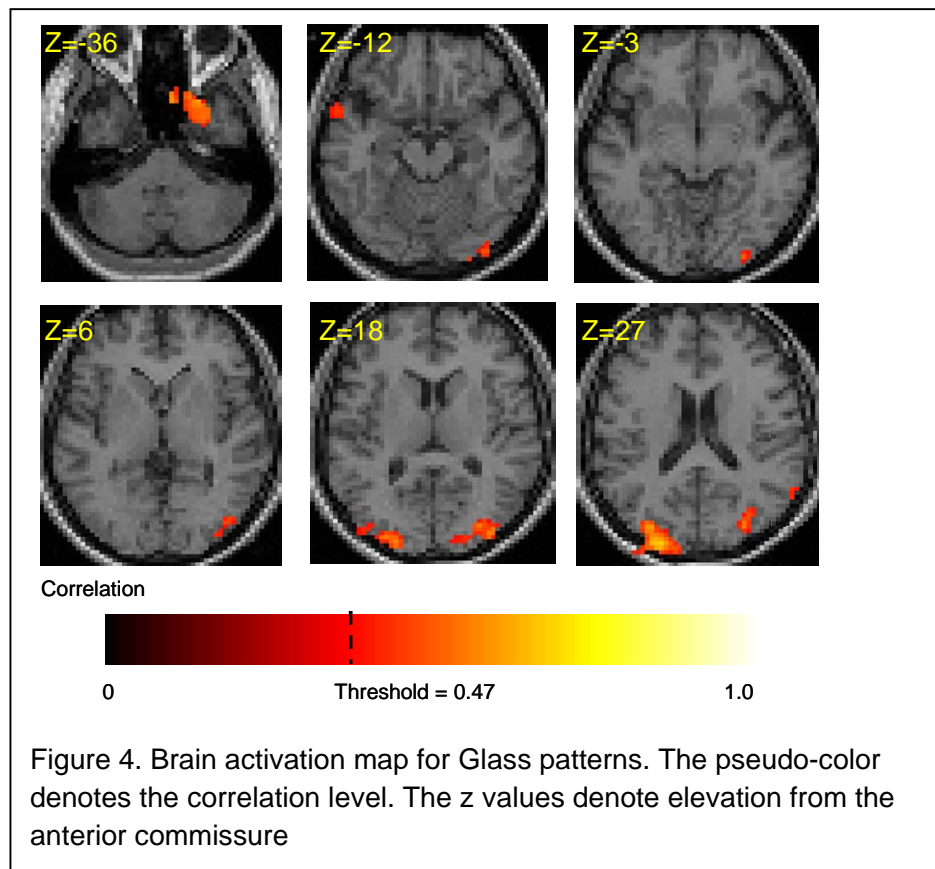 Z=-36 Z=-12 Z=-3
Z=6 Z=18 Z=27
Correlation
0 Threshold = 0.47 1.0
Figure 4. Brain activation map for Glass patterns. The pseudo-color
denotes the correlation level. The z values denote elevation from the
anterior commissure